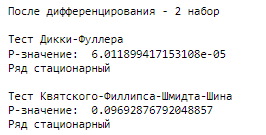 После дифференцирования - 2 набор
Тест Дикки-Фуллера
P-значение:  6.011899417153108e-05
Ряд стационарный
Тест Квятского-Филлипса-Шмидта-Шина
P-значение:  0.09692876792048857
Ряд стационарный